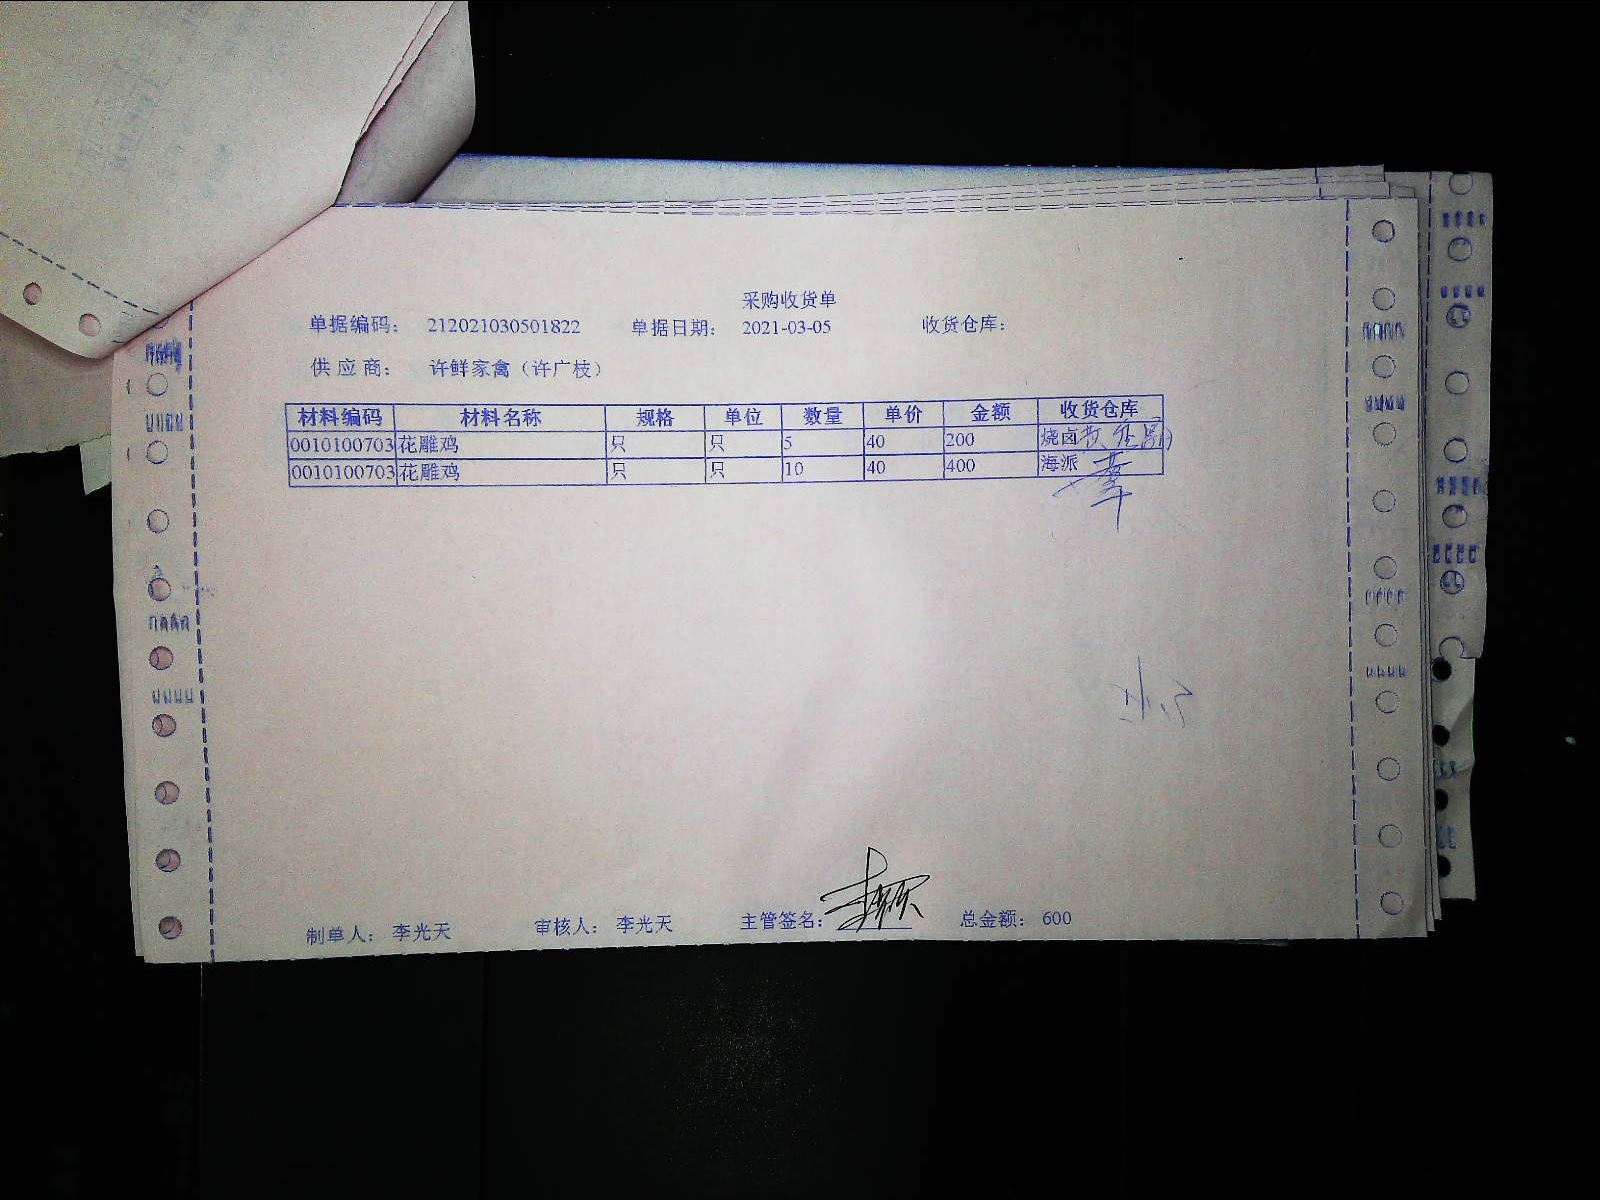 采购收货单
单据编码： 212021030501822 单据日期： 2021-03-05 收货仓库：
供应商： 许鲜家禽（许广枝）
材料编码 材料名称 规格 单位 数量 单价 金额 收货仓库
0010100703 花雕鸡 只 只 5 40 200 烧卤
0010100703 花雕鸡 只 只 10 40 400 海派
制单人： 李光天 审核人： 李光天 主管签名： 总金额： 600